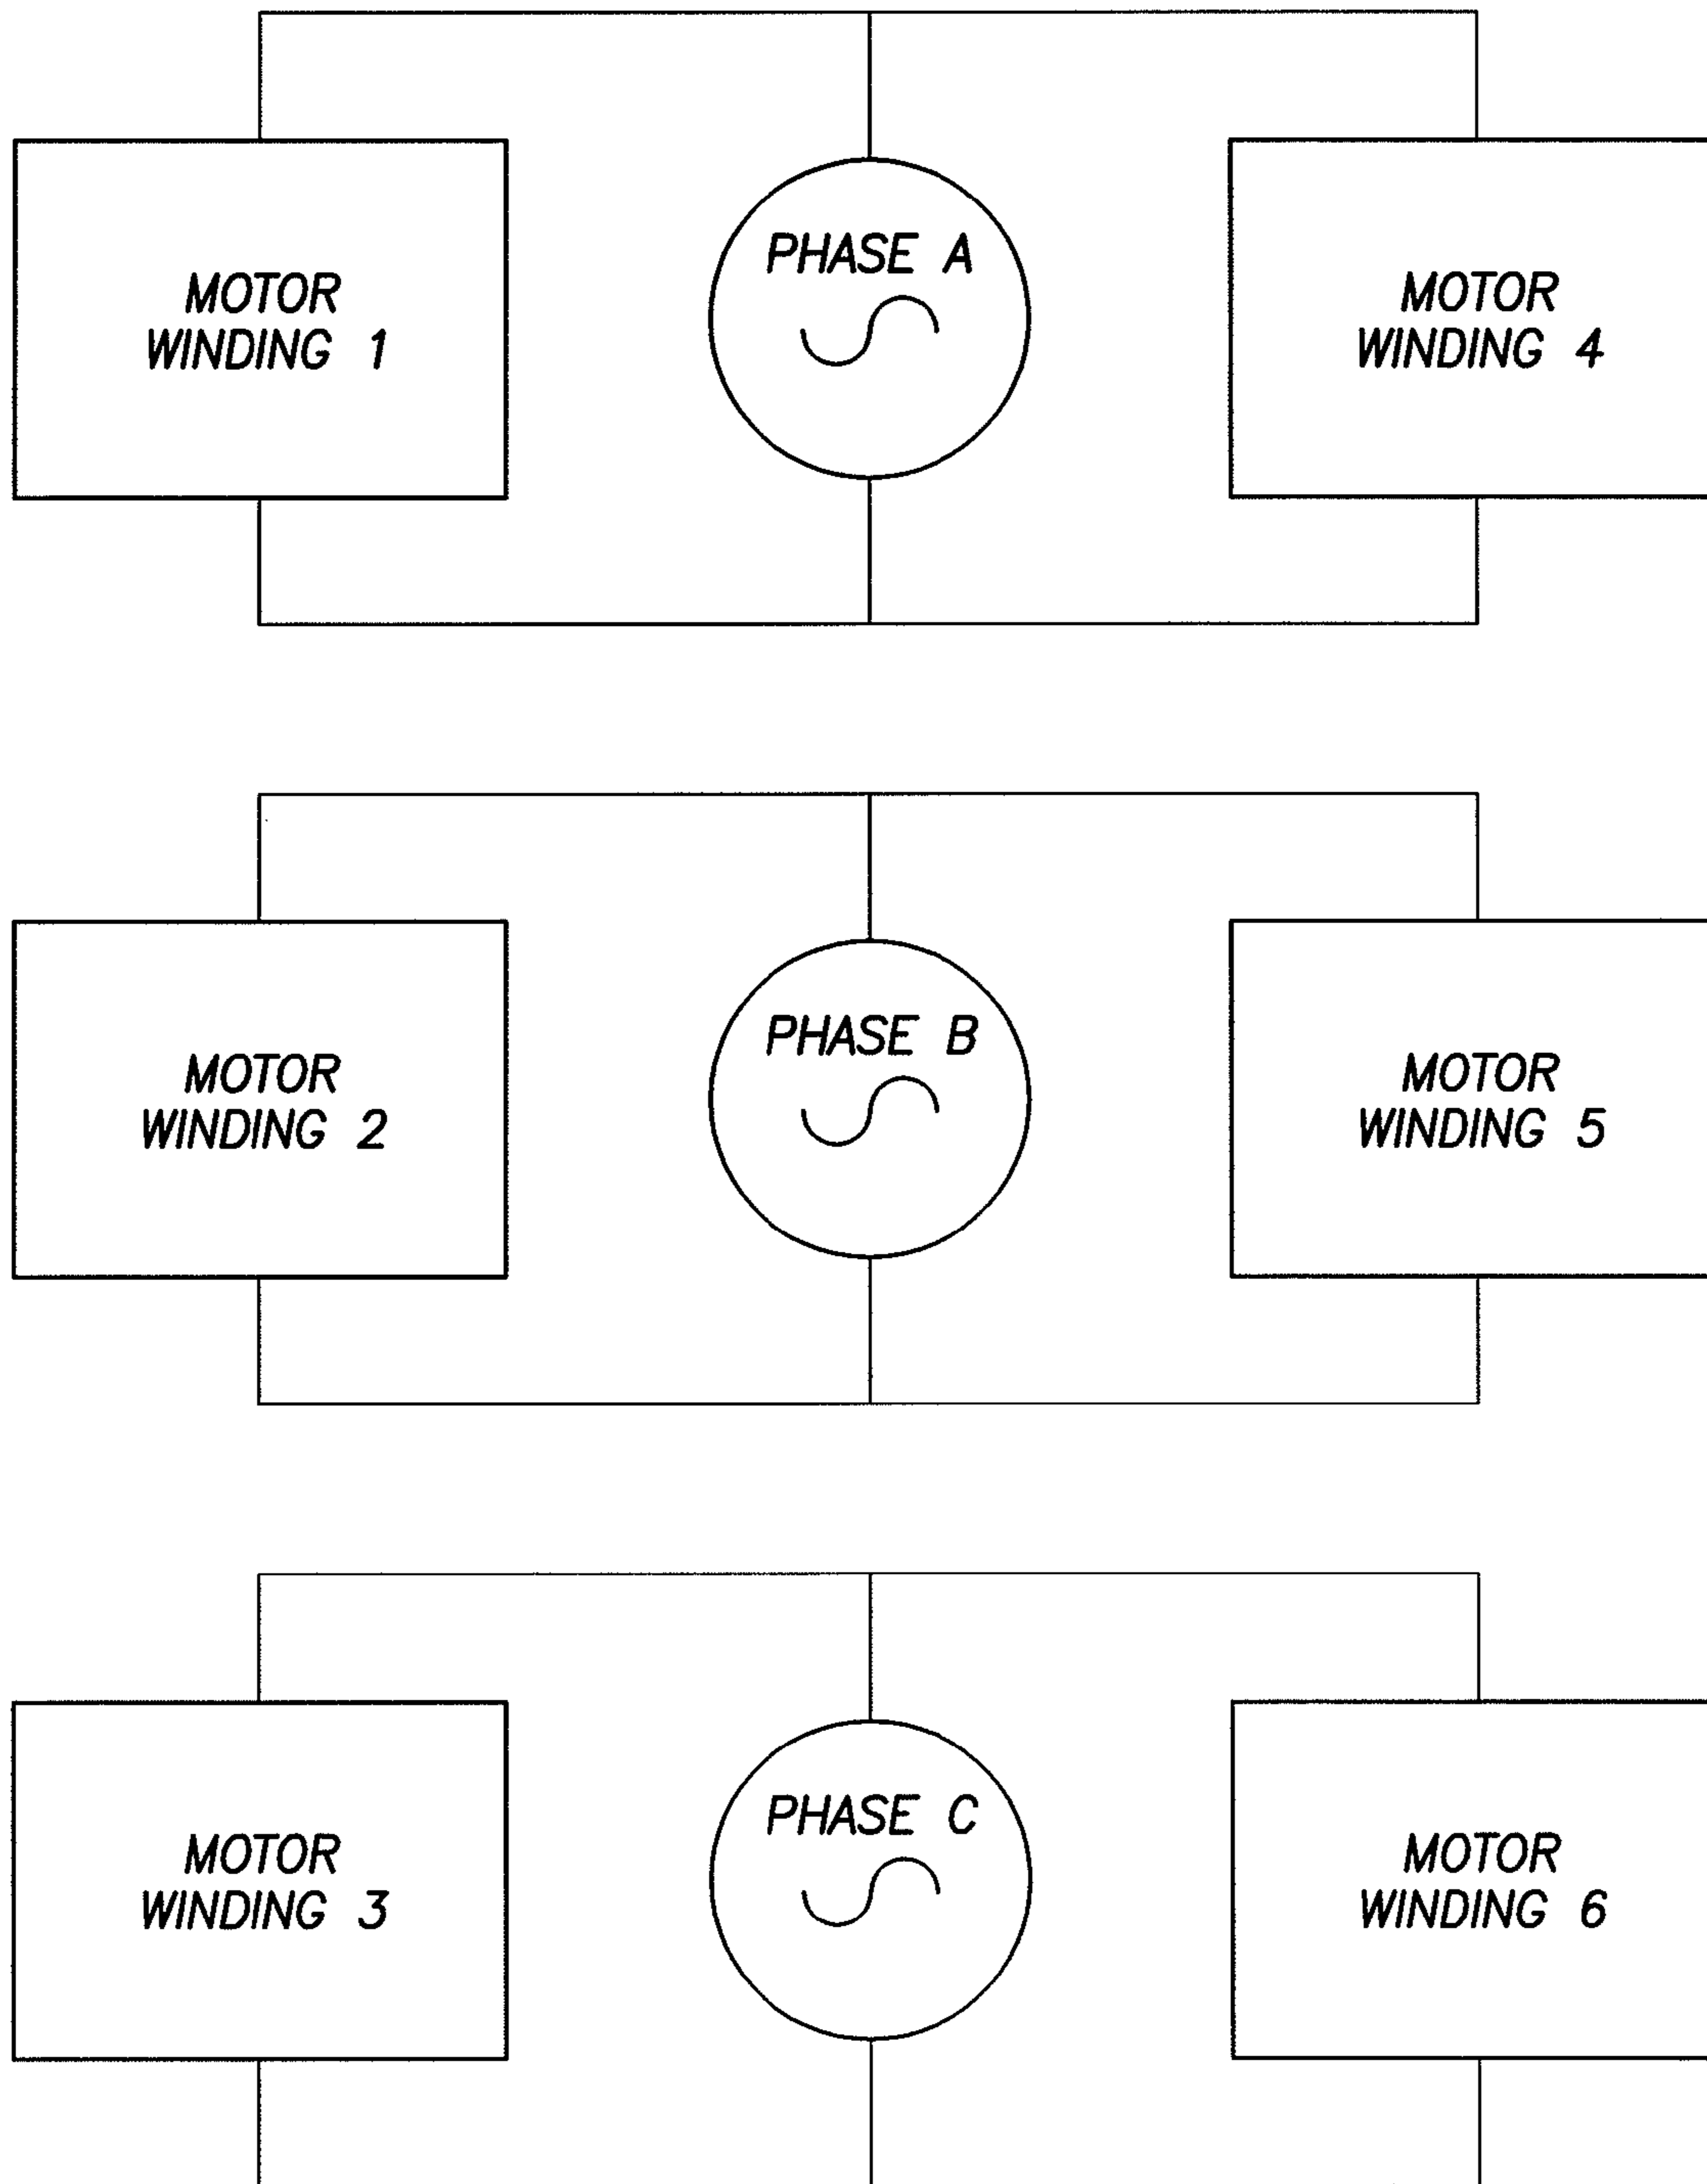 MOTOR
WINDING 1
PHASE A
MOTOR
WINDING 4
MOTOR
WINDING 2
PHASE B
MOTOR
WINDING 5
MOTOR
WINDING 3
PHASE C
MOTOR
WINDING 6